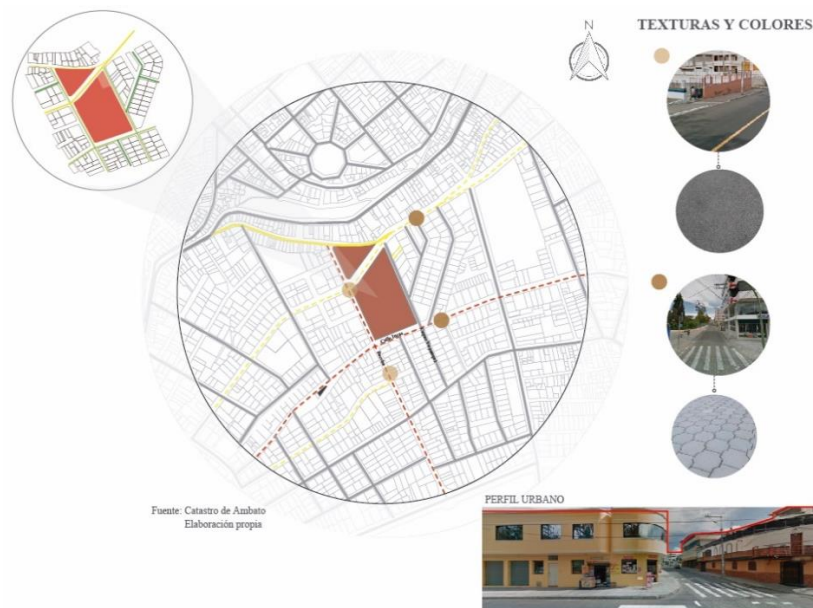 N
TEXTURAS Y COLORES
Fuente: Catastro de Ambato
Elaboración propia
PERFIL URBANO